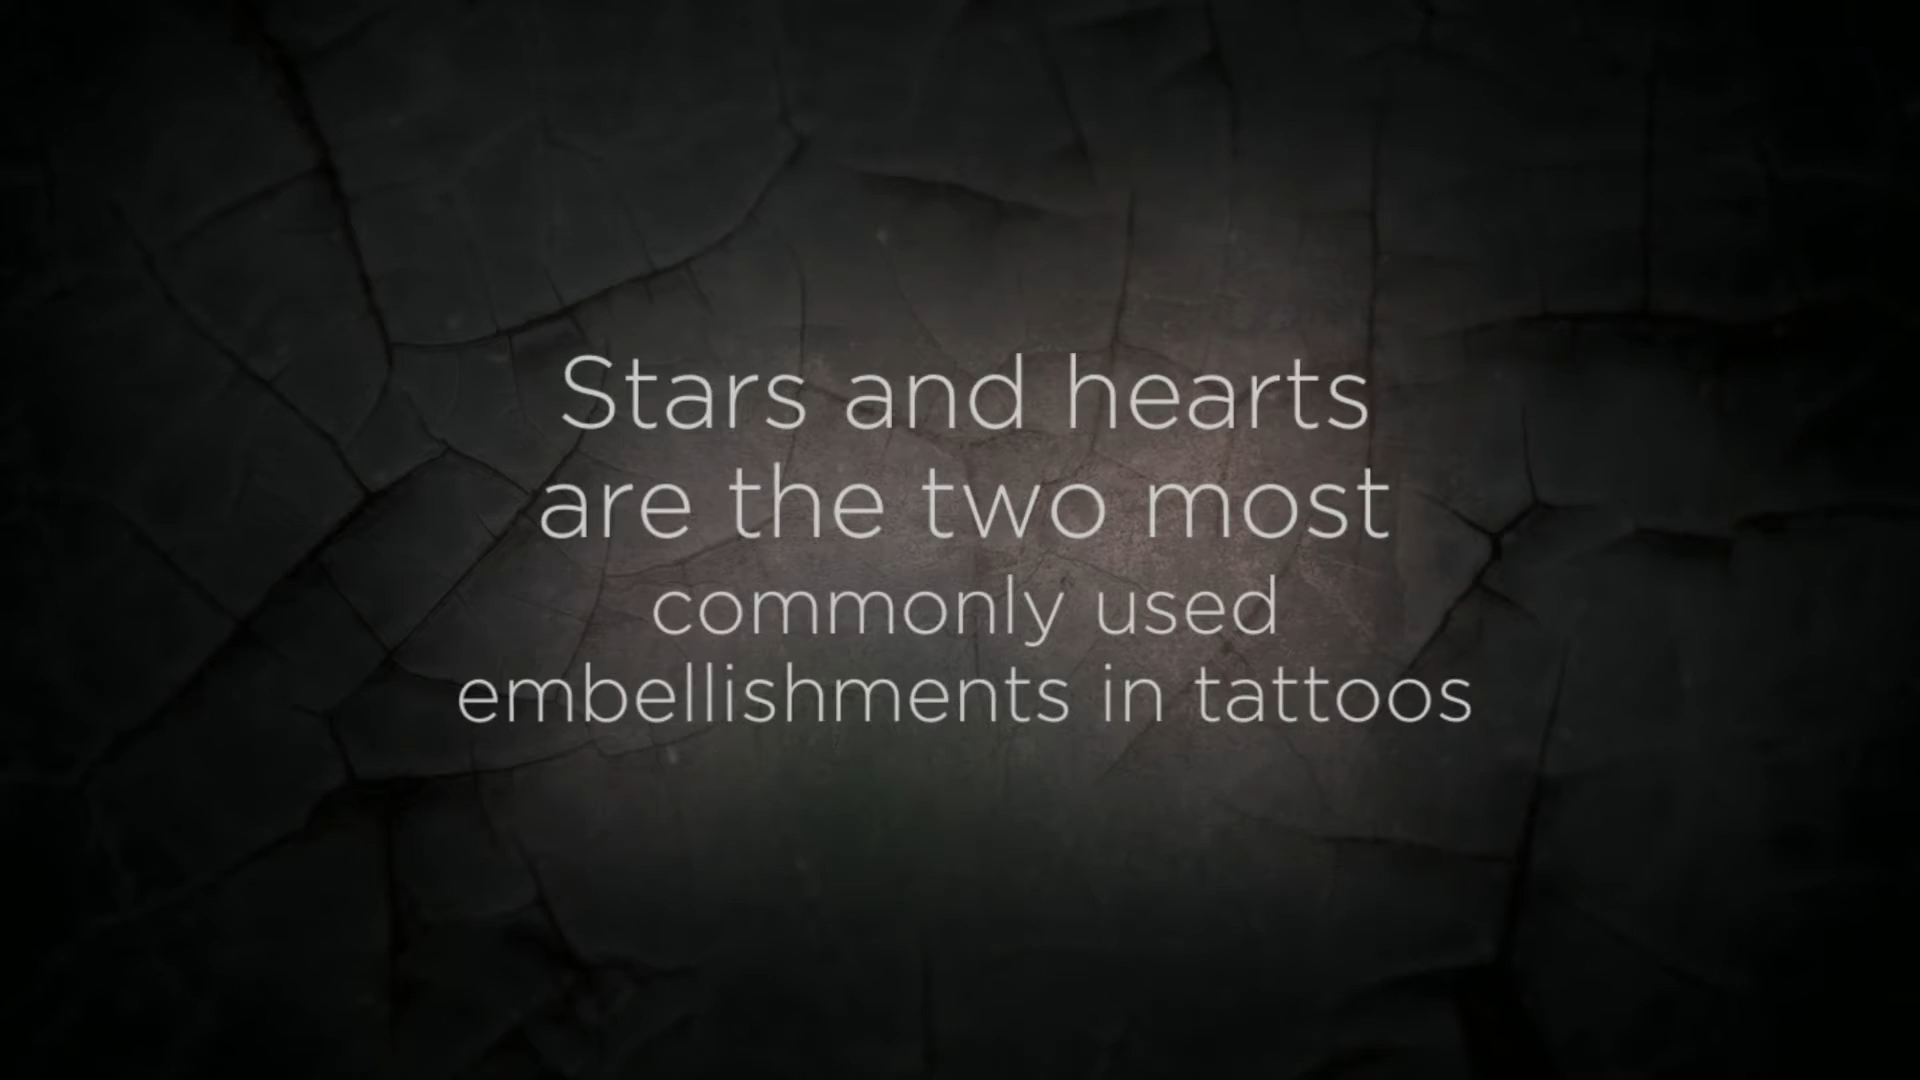 Stars and hearts
are the two most
commonly used
embellishments in tattoos